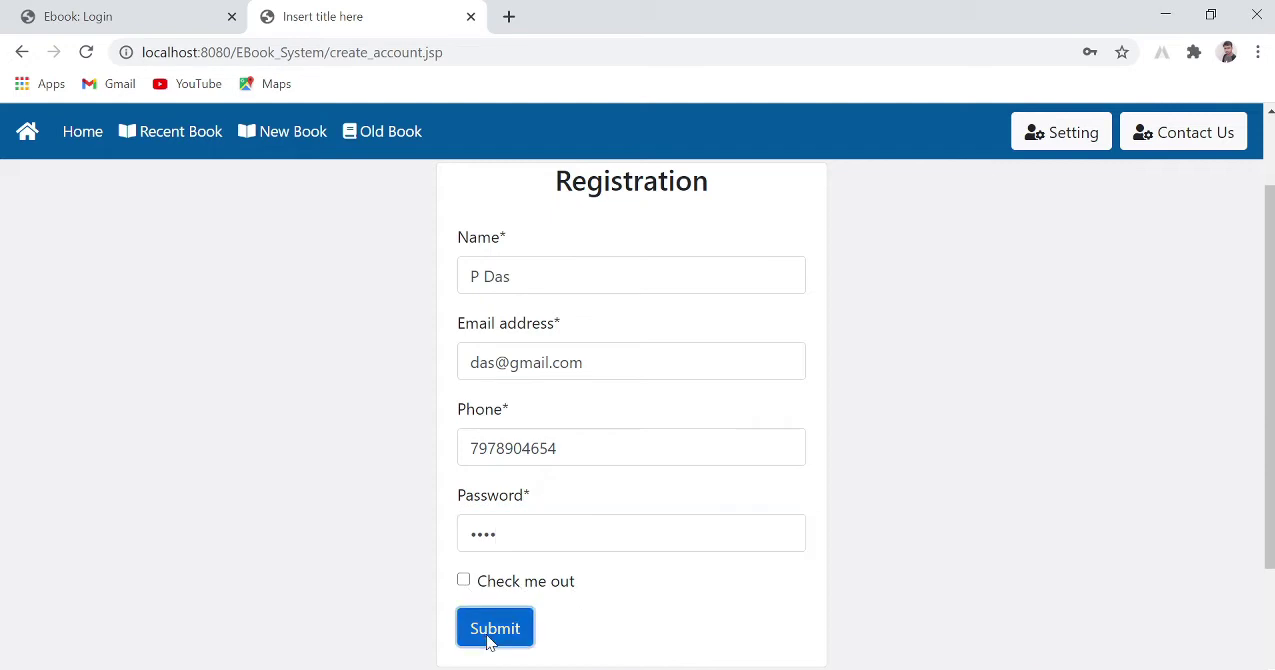 Ebook: Login
Insert title here
localhost:8080/EBook_System/create_account.jsp
Apps Gmail YouTube Maps
Home Recent Book New Book Old Book Setting Contact Us
Registration
Name*
P Das
Email address*
das@gmail.com
Phone*
7978904654
Password*
••••
Check me out
Submit